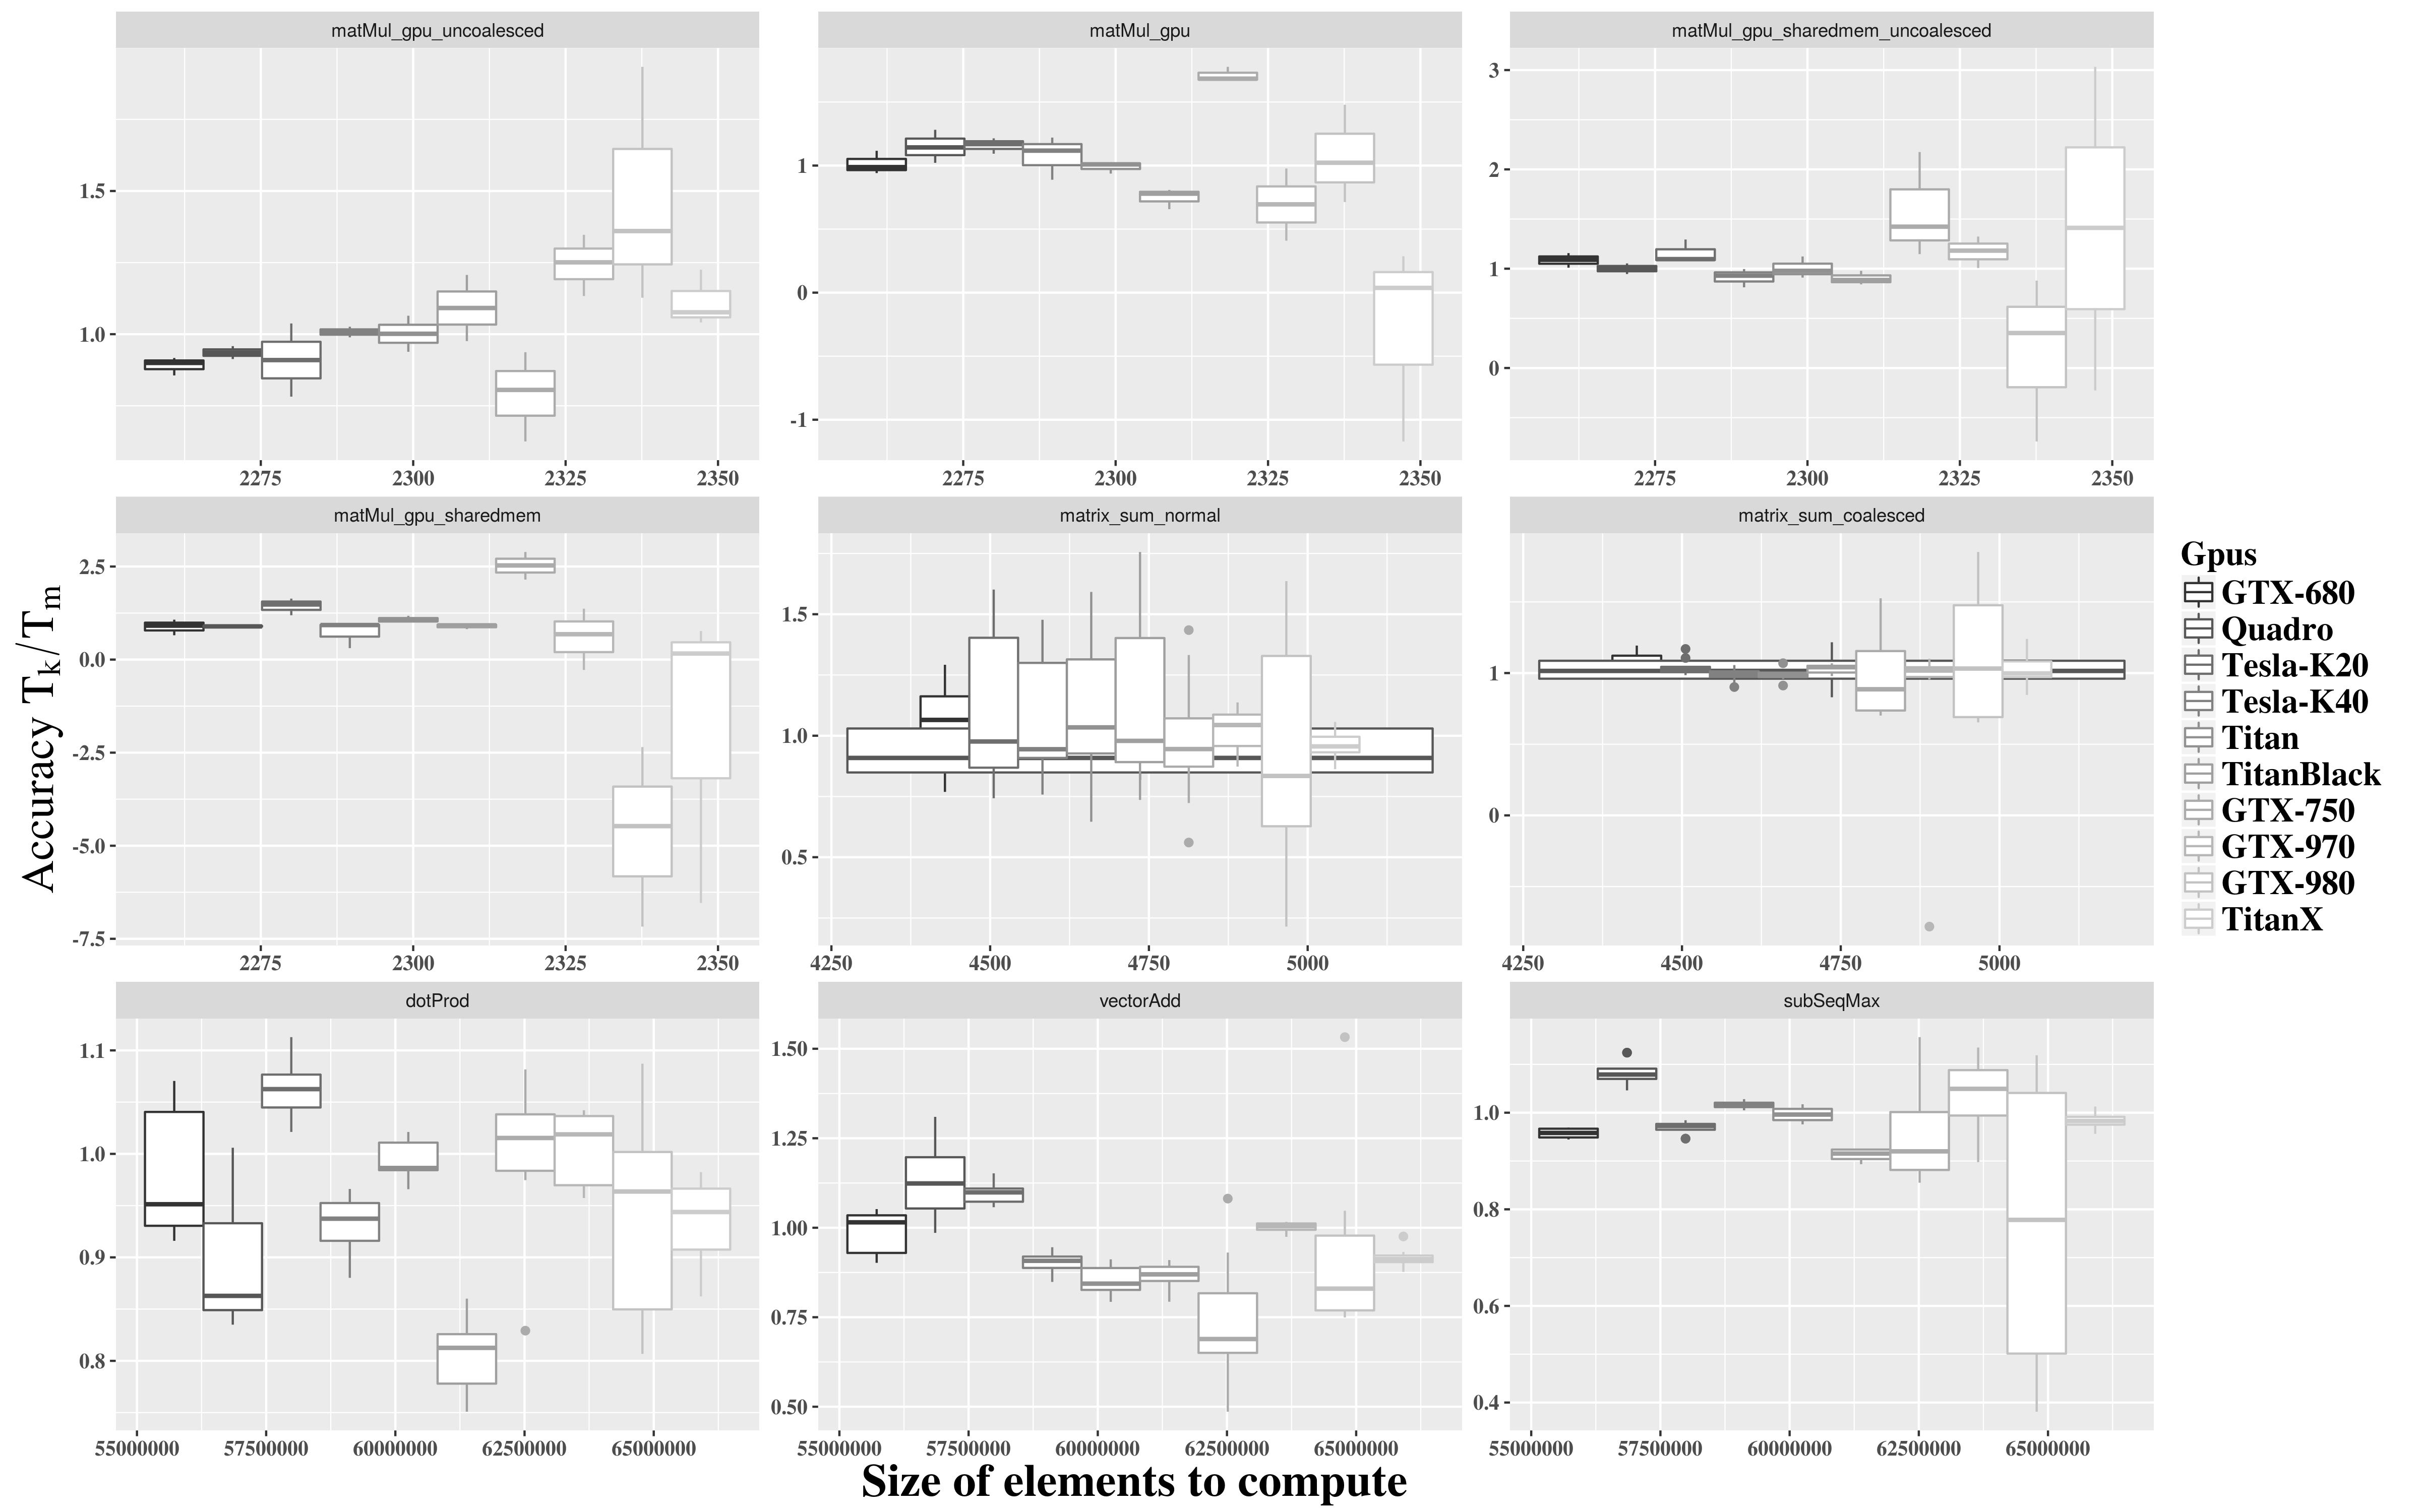 matMul_gpu_uncoalesced
matMul_gpu
matMul_gpu_sharedmem_uncoalesced
1.5
1.0
2275 2300 2325 2350
1
0
-1
2275 2300 2325 2350
3
2
1
0
2275 2300 2325 2350
matMul_gpu_sharedmem
matrix_sum_normal
matrix_sum_coalesced
Accuracy Tk/Tm
2.5
0.0
-2.5
-5.0
-7.5
2275 2300 2325 2350
1.5
1.0
0.5
4250 4500 4750 5000
1
0
4250 4500 4750 5000
Gpus
GTX-680
Quadro
Tesla-K20
Tesla-K40
Titan
TitanBlack
GTX-750
GTX-970
GTX-980
TitanX
dotProd
vectorAdd
subSeqMax
1.1
1.0
0.9
0.8
55000000 57500000 60000000 62500000 65000000
1.50
1.25
1.00
0.75
0.50
55000000 57500000 60000000 62500000 65000000
1.0
0.8
0.6
0.4
55000000 57500000 60000000 62500000 65000000
Size of elements to compute